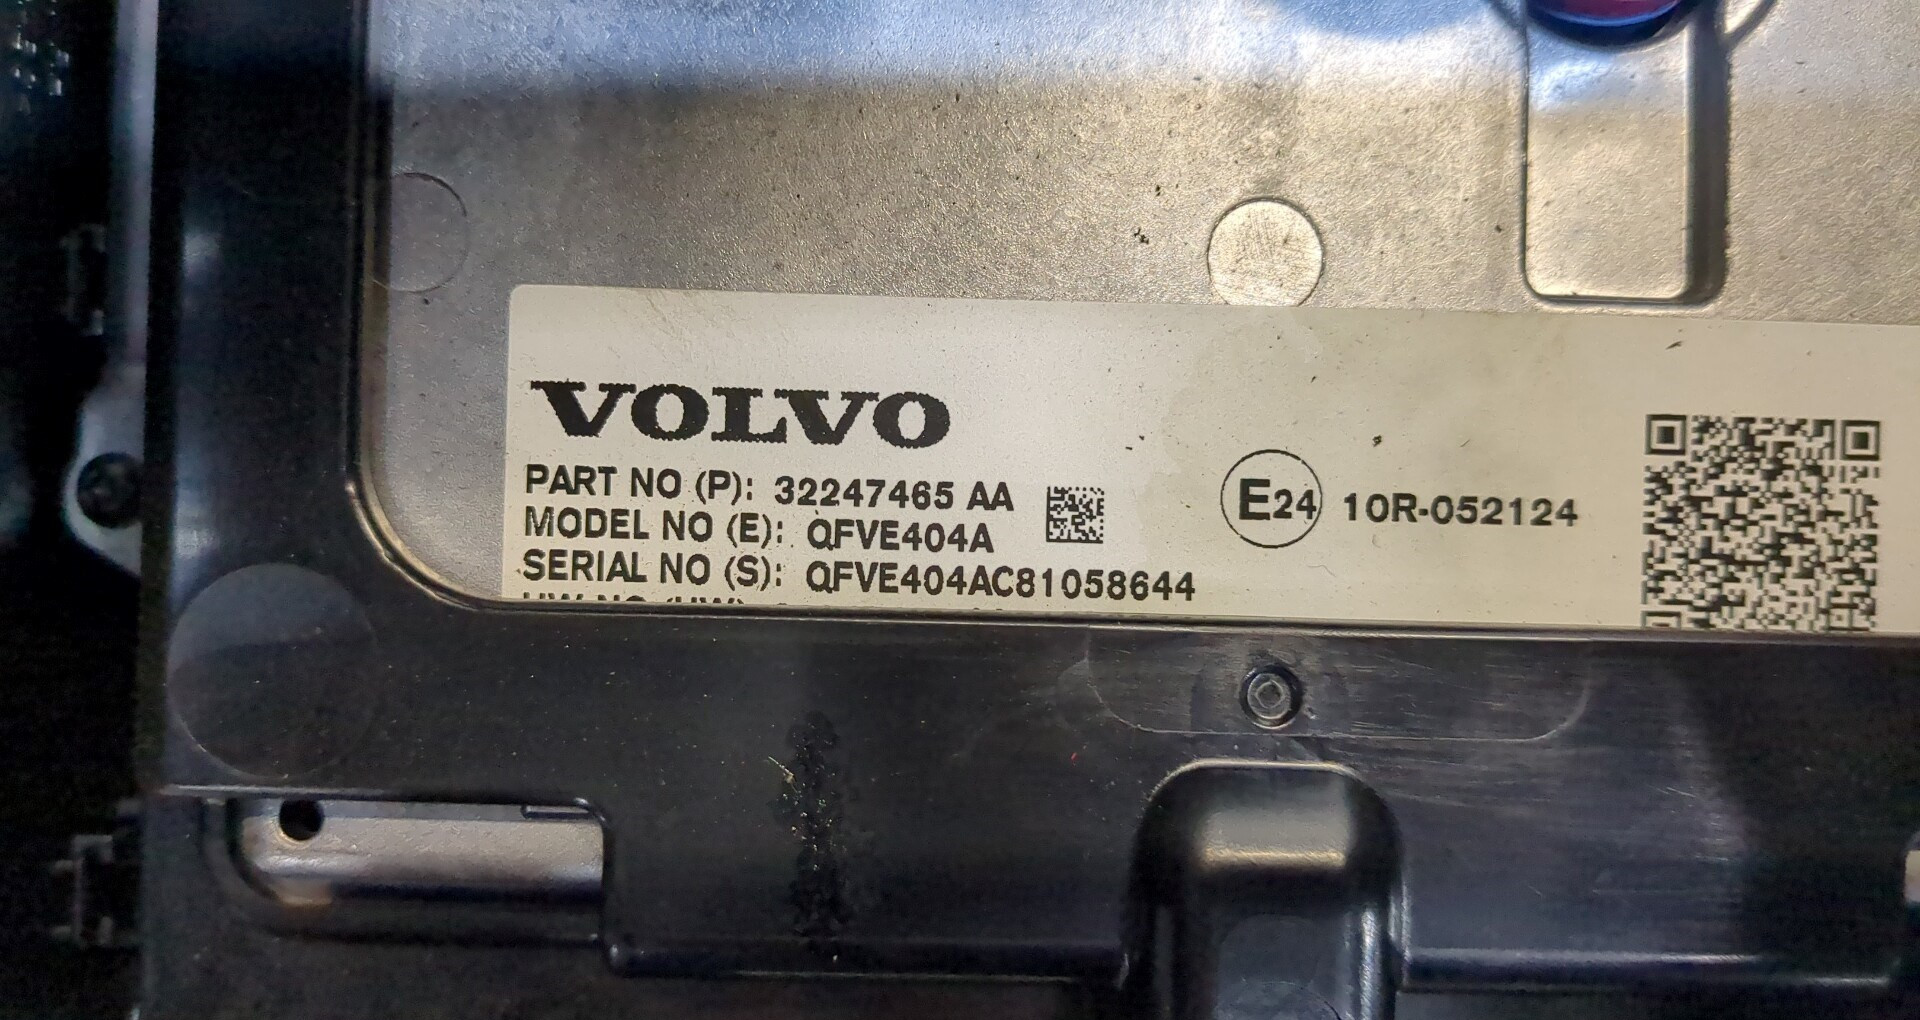 VOLVO
PART NO (P): 32247465 AA
MODEL NO (E): QFVE404A
SERIAL NO (S): QFVE404AC81058644
E24 10R-052124